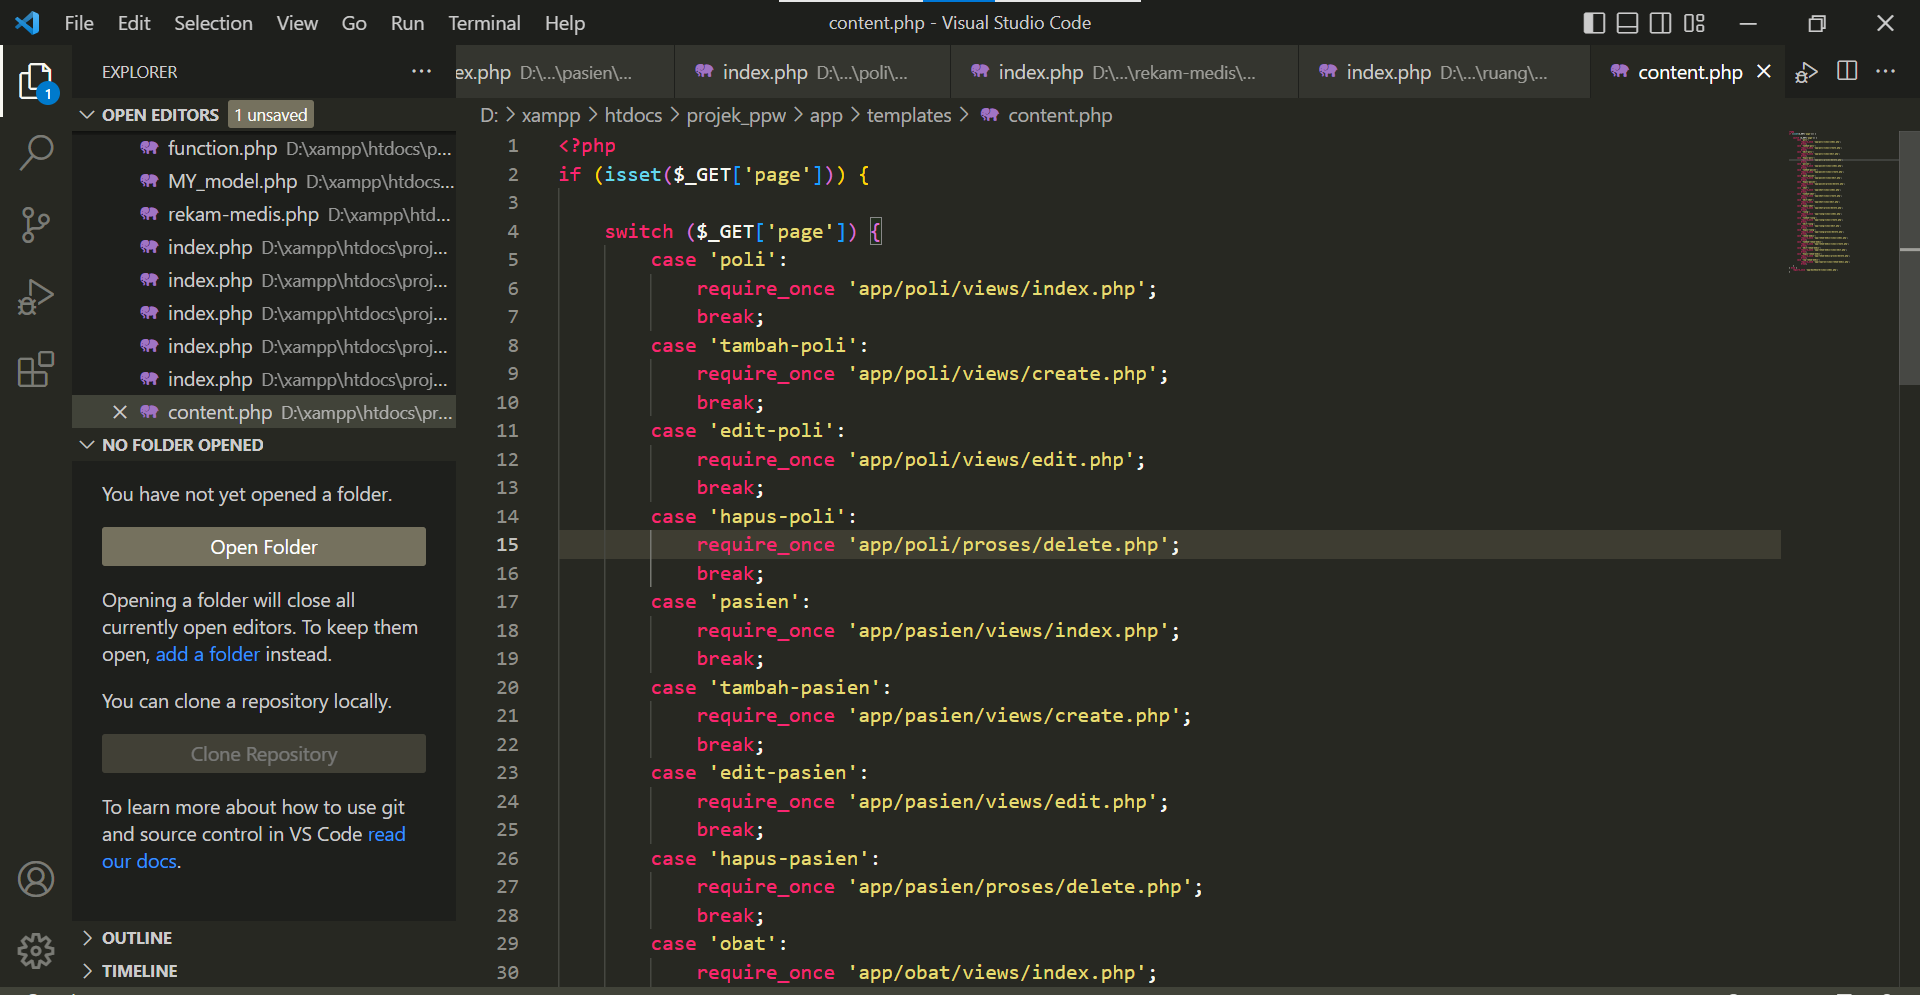 File Edit Selection View Go Run Terminal Help
content.php - Visual Studio Code
EXPLORER
1
OPEN EDITORS 1 unsaved
function.php D:\xampp\htdocs\p...
MY_model.php D:\xampp\htdocs...
rekam-medis.php D:\xampp\htd...
index.php D:\xampp\htdocs\proj...
index.php D:\xampp\htdocs\proj...
index.php D:\xampp\htdocs\proj...
index.php D:\xampp\htdocs\proj...
index.php D:\xampp\htdocs\proj...
content.php D:\xampp\htdocs\pr...
NO FOLDER OPENED
You have not yet opened a folder.
Open Folder
Opening a folder will close all
currently open editors. To keep them
open, add a folder instead.
You can clone a repository locally.
Clone Repository
To learn more about how to use git
and source control in VS Code read
our docs.
OUTLINE
TIMELINE
ex.php D:\...\pasien\... index.php D:\...\poli\... index.php D:\...\rekam-medis\... index.php D:\...\ruang\... content.php
D: > xampp > htdocs > projek_ppw > app > templates > content.php
1 <?php
2 if (isset($_GET['page'])) {
3
4 switch ($_GET['page']) {
5 case 'poli':
6 require_once 'app/poli/views/index.php';
7 break;
8 case 'tambah-poli':
9 require_once 'app/poli/views/create.php';
10 break;
11 case 'edit-poli':
12 require_once 'app/poli/views/edit.php';
13 break;
14 case 'hapus-poli':
15 require_once 'app/poli/proses/delete.php';
16 break;
17 case 'pasien':
18 require_once 'app/pasien/views/index.php';
19 break;
20 case 'tambah-pasien':
21 require_once 'app/pasien/views/create.php';
22 break;
23 case 'edit-pasien':
24 require_once 'app/pasien/views/edit.php';
25 break;
26 case 'hapus-pasien':
27 require_once 'app/pasien/proses/delete.php';
28 break;
29 case 'obat':
30 require_once 'app/obat/views/index.php';